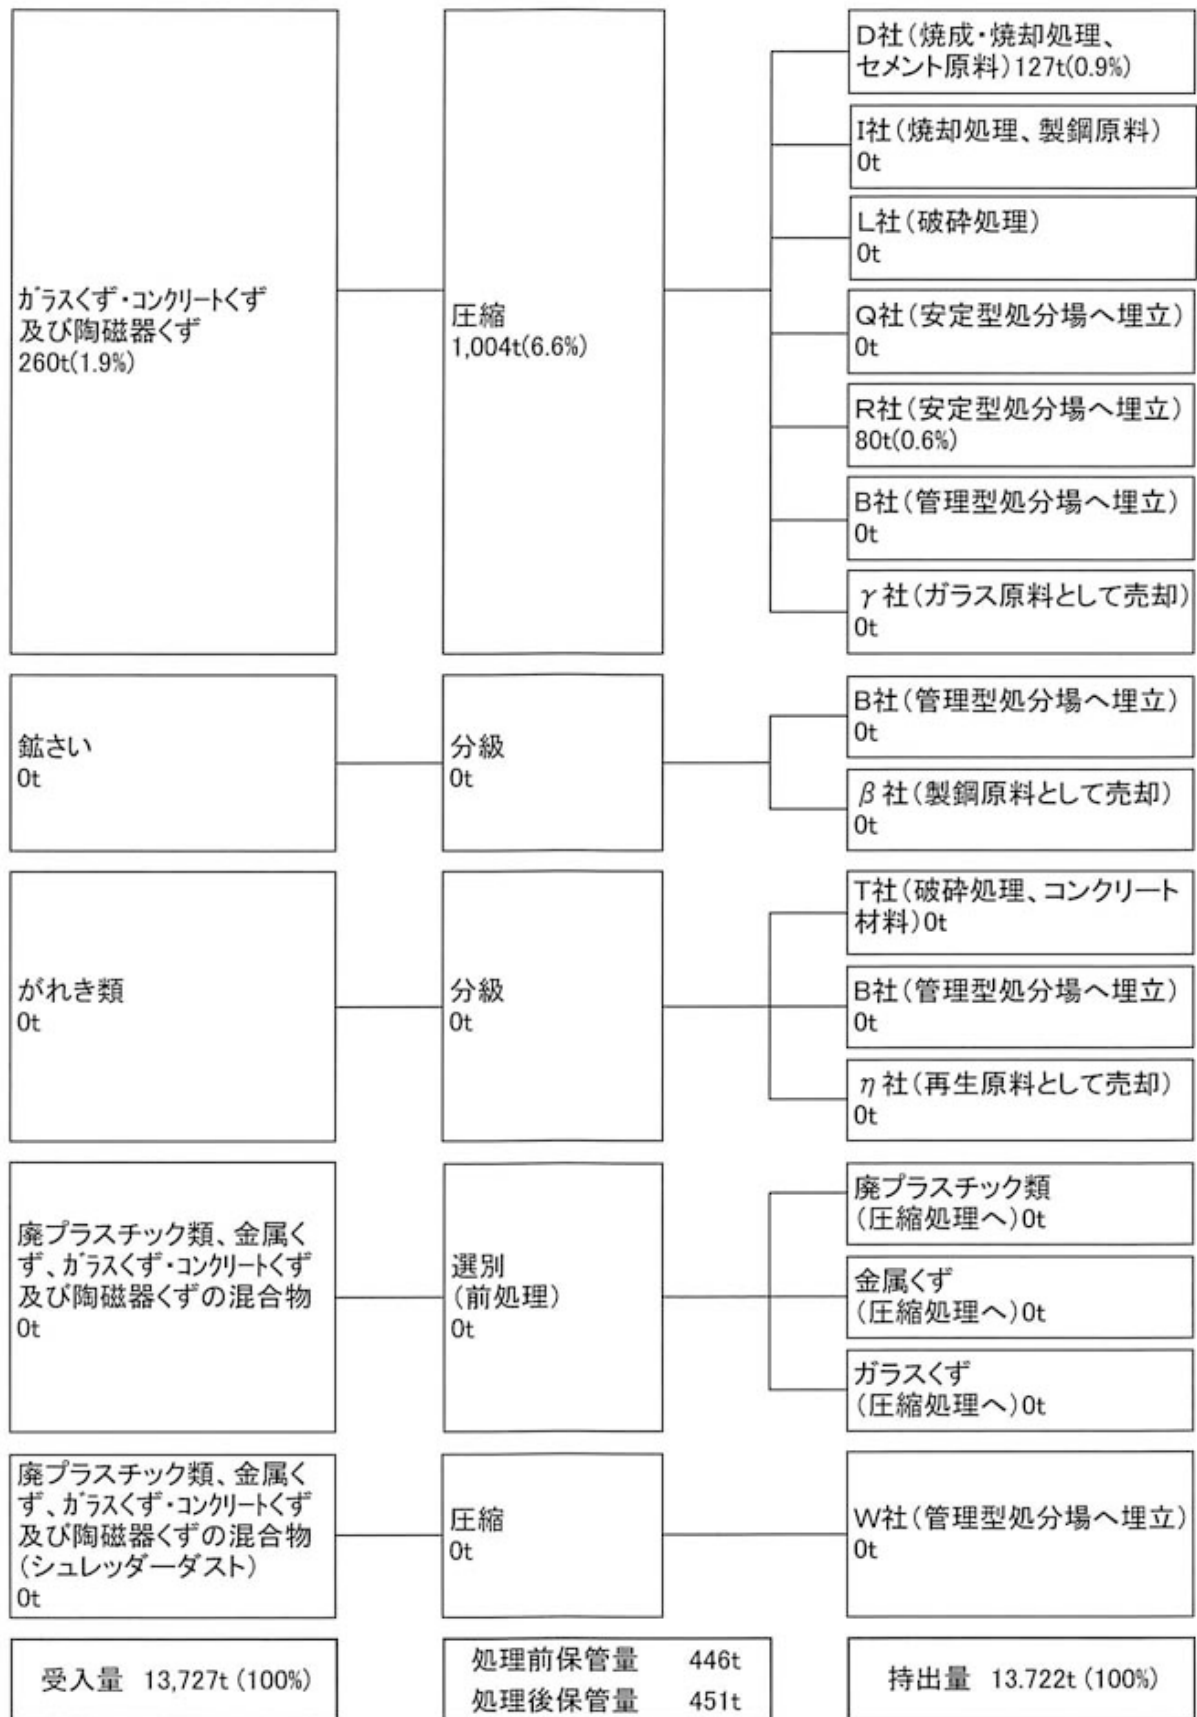 ｶﾞﾗｽくず・ｺﾝｸﾘｰﾄくず
及び陶磁器くず
260t(1.9%)
圧縮
1,004t(6.6%)
D社(焼成・焼却処理、
セメント原料)127t(0.9%)
I社(焼却処理、製鋼原料)
0t
L社(破砕処理)
0t
Q社(安定型処分場へ埋立)
0t
R社(安定型処分場へ埋立)
80t(0.6%)
B社(管理型処分場へ埋立)
0t
γ社(ガラス原料として売却)
0t
鉱さい
0t
分級
0t
B社(管理型処分場へ埋立)
0t
β社(製鋼原料として売却)
0t
がれき類
0t
分級
0t
T社(破砕処理、コンクリート
材料)0t
B社(管理型処分場へ埋立)
0t
η社(再生原料として売却)
0t
廃プラスチック類、金属く
ず、ｶﾞﾗｽくず・ｺﾝｸﾘｰﾄくず
及び陶磁器くずの混合物
0t
選別
(前処理)
0t
廃プラスチック類
(圧縮処理へ)0t
金属くず
(圧縮処理へ)0t
ガラスくず
(圧縮処理へ)0t
廃プラスチック類、金属く
ず、ｶﾞﾗｽくず・ｺﾝｸﾘｰﾄくず
及び陶磁器くずの混合物
(シュレッダーダスト)
0t
圧縮
0t
W社(管理型処分場へ埋立)
0t
受入量 13,727t (100%)
処理前保管量 446t
処理後保管量 451t
持出量 13.722t (100%)